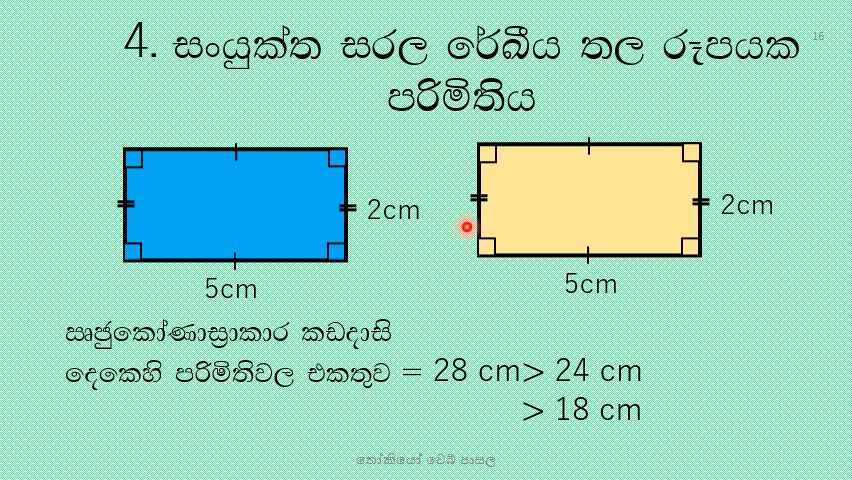 4. සංයුක්ත සරල රේඛීය තල රූපයක
16
පරිමිතිය
2cm
2cm
5cm
5cm
ඍජුකෝණාස්‍රාකාර කඩදාසි
දෙකෙහි පරිමිතිවල එකතුව = 28 cm> 24 cm
> 18 cm
තෝකියෝ වෙබ් පාසල